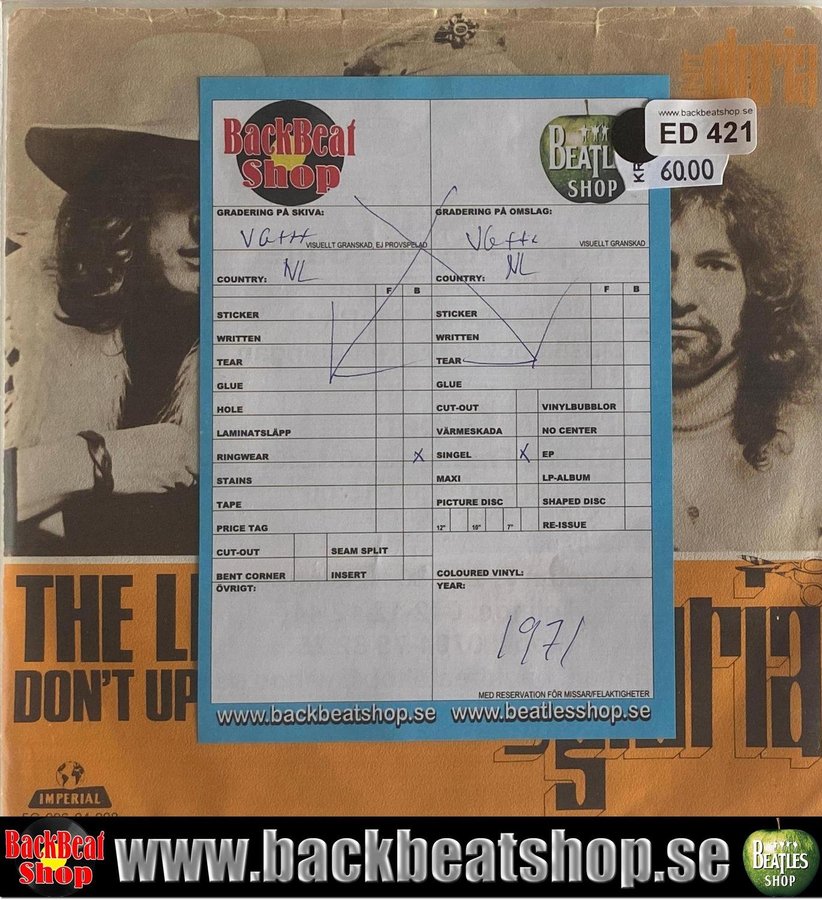 gloria
www.backbeatshop.se
ED 421
KR
60.00
BackBeat
Shop
BEATL
SHOP
GRADERING PÅ SKIVA:
GRADERING PÅ OMSLAG:
VG+++
VISUELLT GRANSKAD, EJ PROVSPELAD
VISUELLT GRANSKAD
COUNTRY: NL
COUNTRY: NL
F B
F B
STICKER
STICKER
WRITTEN
WRITTEN
TEAR
TEAR
GLUE
GLUE
HOLE
CUT-OUT
VINYLBUBBLOR
LAMINATSLÄPP
VÄRMESKADA
NO CENTER
RINGWEAR
X
SINGEL
X
EP
STAINS
MAXI
LP-ALBUM
TAPE
PICTURE DISC
SHAPED DISC
PRICE TAG
12" 10" 7"
RE-ISSUE
CUT-OUT
SEAM SPLIT
BENT CORNER
INSERT
COLOURED VINYL:
ÖVRIGT:
YEAR:
1971
MED RESERVATION FÖR MISSAR/FELAKTIGHETER
www.backbeatshop.se www.beatlesshop.se
THE L
DON'T UP
gloria
IMPERIAL
BackBeat
Shop
www.backbeatshop.se
BEATLES
SHOP